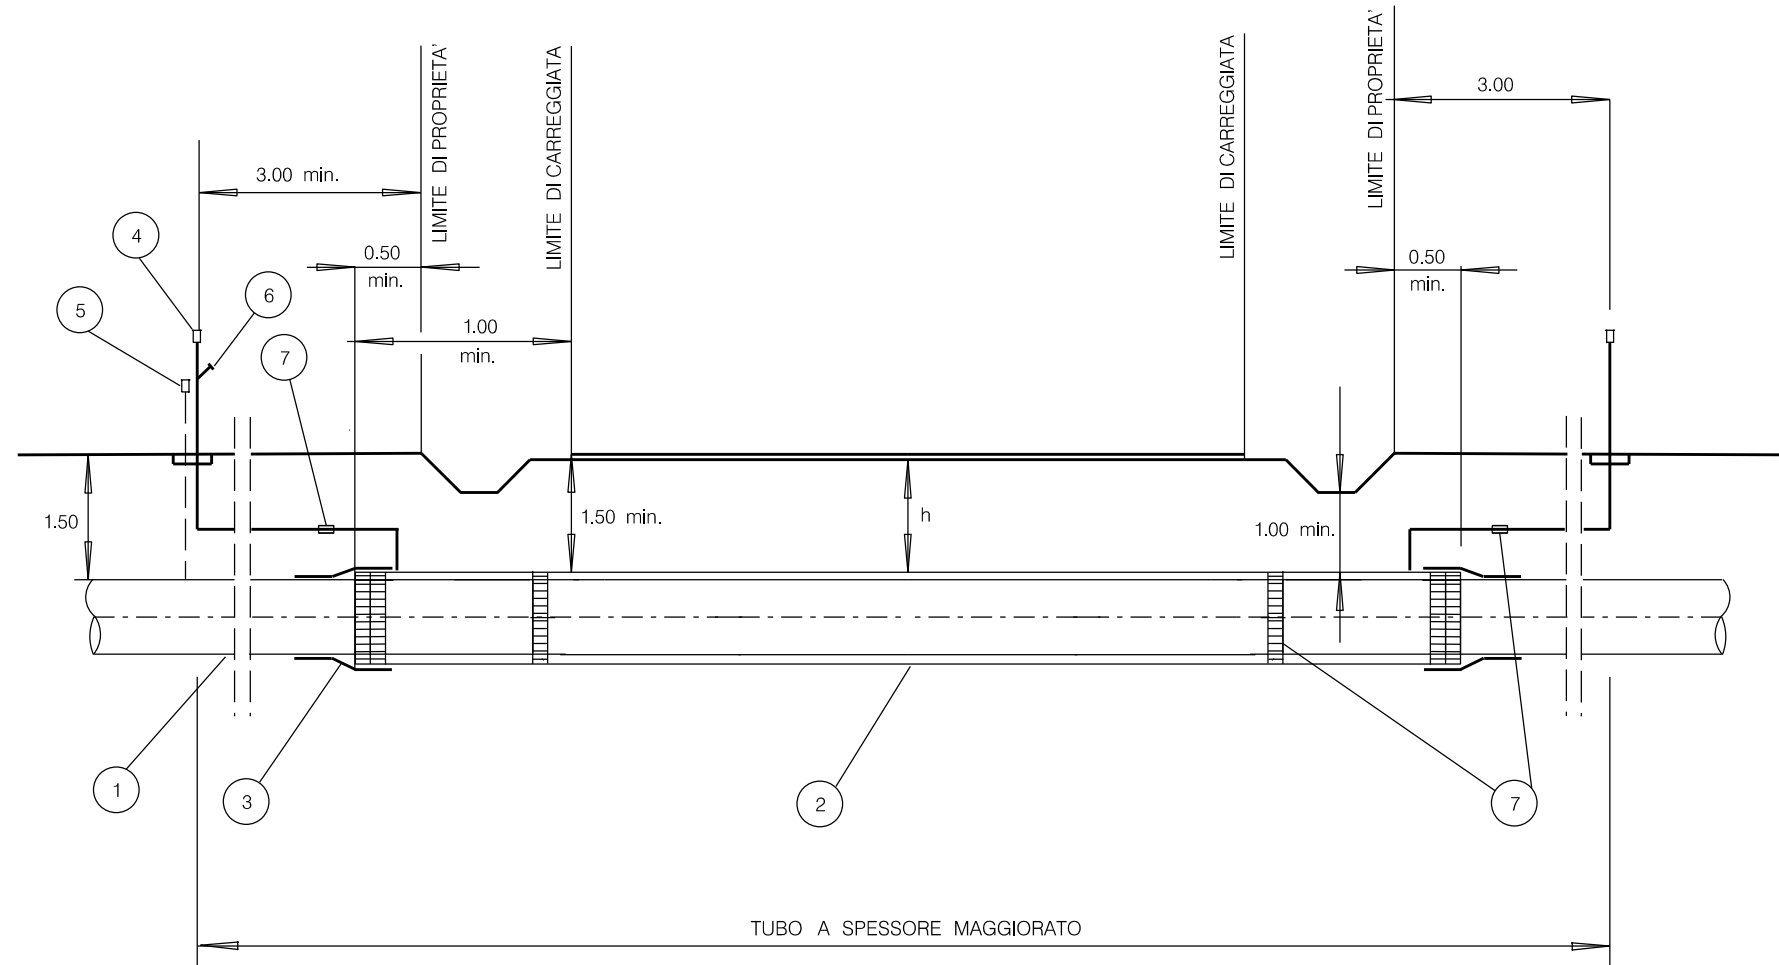 LIMITE DI PROPRIETA'
LIMITE DI CARREGGIATA
LIMITE DI CARREGGIATA
LIMITE DI PROPRIETA'
3.00
3.00 min.
4
0.50
min.
0.50
min.
5
6
1.00
min.
7
1.50
1.50 min.
h
1.00 min.
1
3
2
7
TUBO A SPESSORE MAGGIORATO